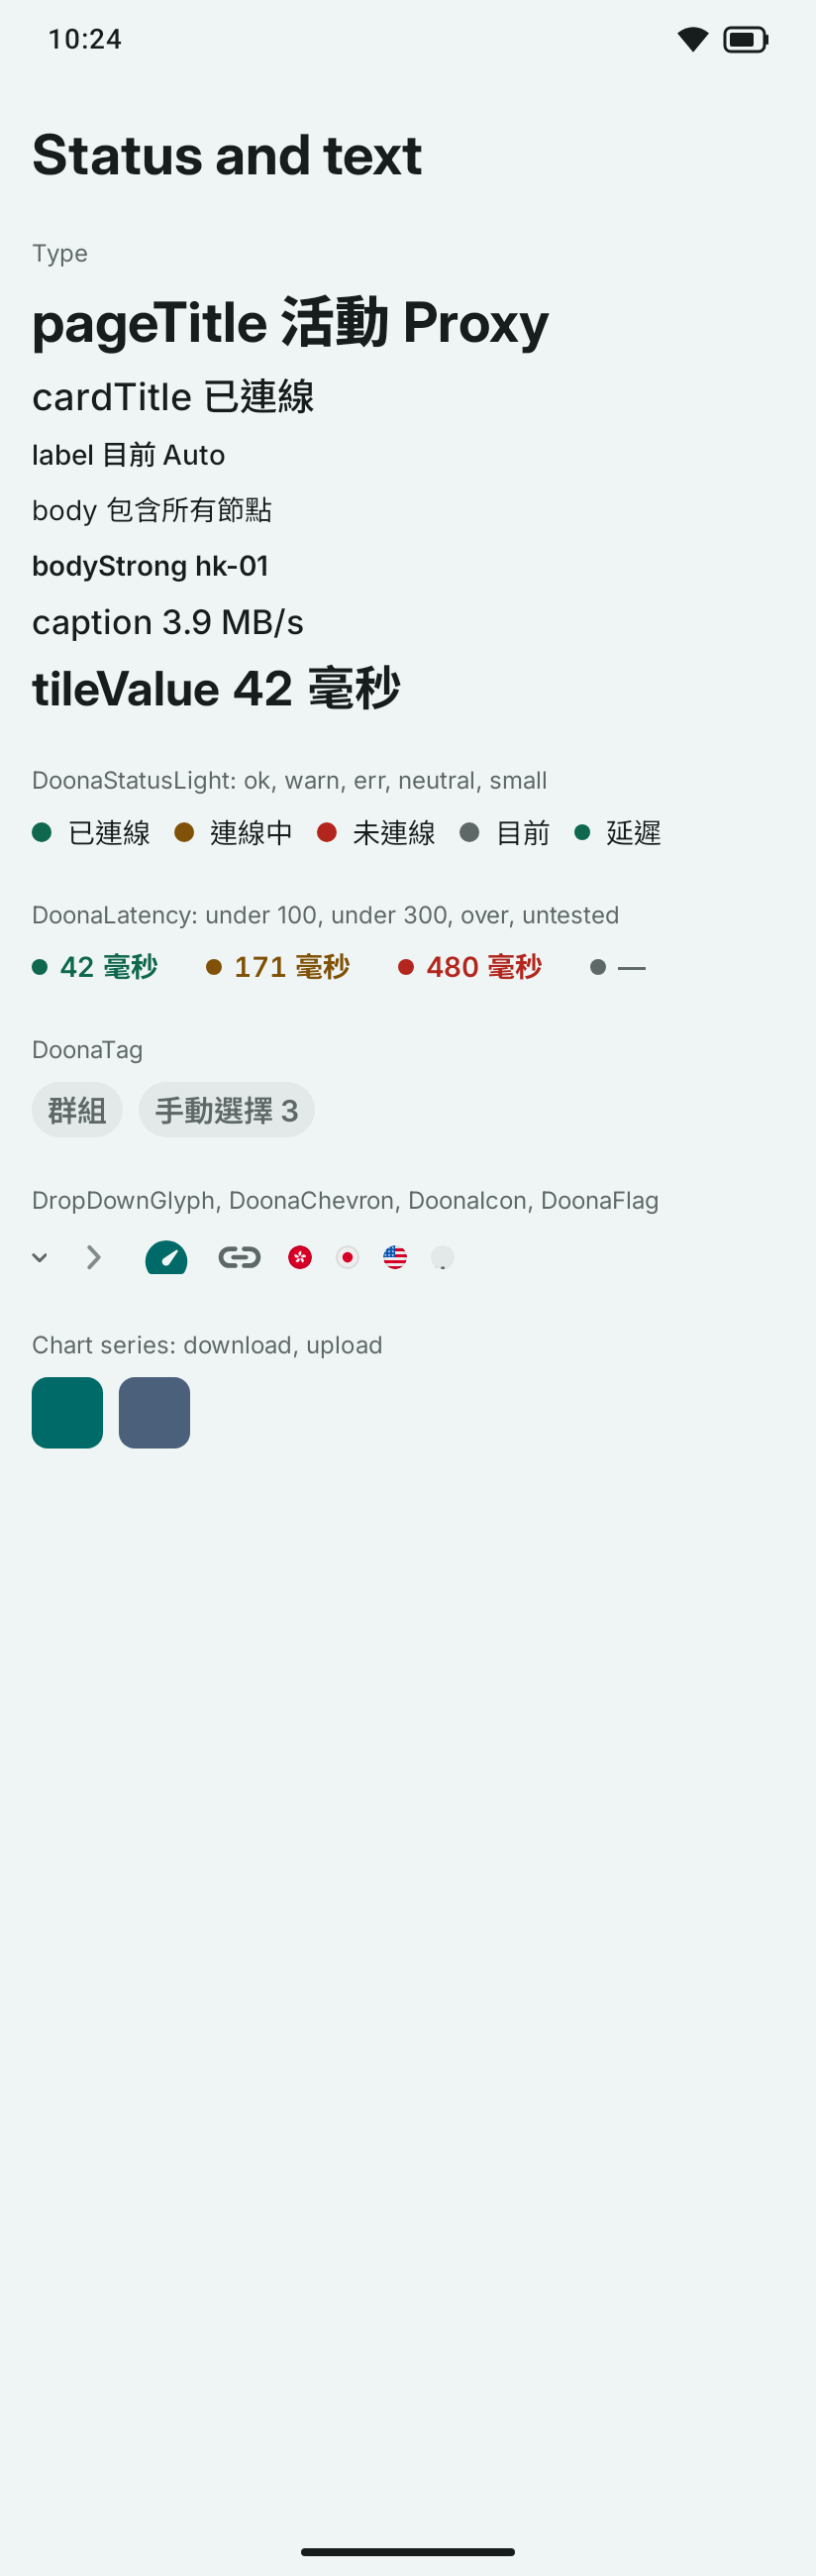 10:24
Status and text
Type
pageTitle 活動 Proxy
cardTitle 已連線
label 目前 Auto
body 包含所有節點
bodyStrong hk-01
caption 3.9 MB/s
tileValue 42 毫秒
DoonaStatusLight: ok, warn, err, neutral, small
已連線 連線中 未連線 目前 延遲
DoonaLatency: under 100, under 300, over, untested
42 毫秒 171 毫秒 480 毫秒 —
DoonaTag
群組 手動選擇 3
DropDownGlyph, DoonaChevron, DoonaIcon, DoonaFlag
Chart series: download, upload